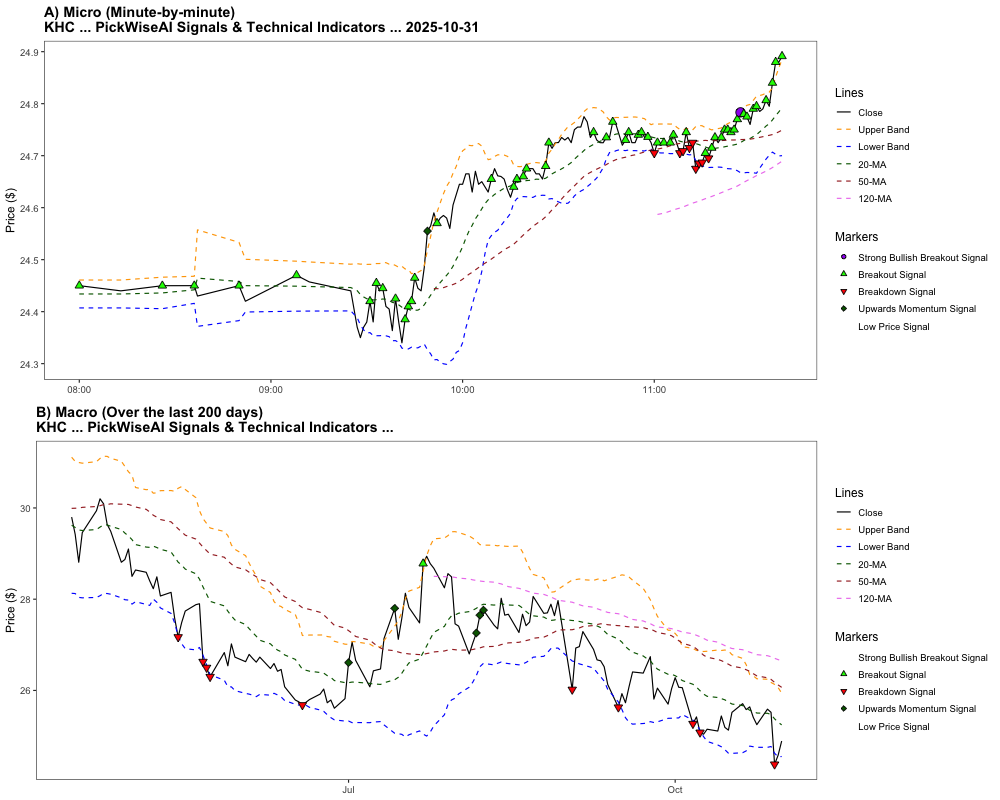 A) Micro (Minute-by-minute)
KHC ... PickWiseAI Signals & Technical Indicators ... 2025-10-31
Price ($)
24.9
24.8
24.7
24.6
24.5
24.4
24.3
08:00
09:00
10:00
11:00
Lines
Close
Upper Band
Lower Band
20-MA
50-MA
120-MA
Markers
Strong Bullish Breakout Signal
Breakout Signal
Breakdown Signal
Upwards Momentum Signal
Low Price Signal
B) Macro (Over the last 200 days)
KHC ... PickWiseAI Signals & Technical Indicators ...
Price ($)
30
28
26
Jul
Oct
Lines
Close
Upper Band
Lower Band
20-MA
50-MA
120-MA
Markers
Strong Bullish Breakout Signal
Breakout Signal
Breakdown Signal
Upwards Momentum Signal
Low Price Signal